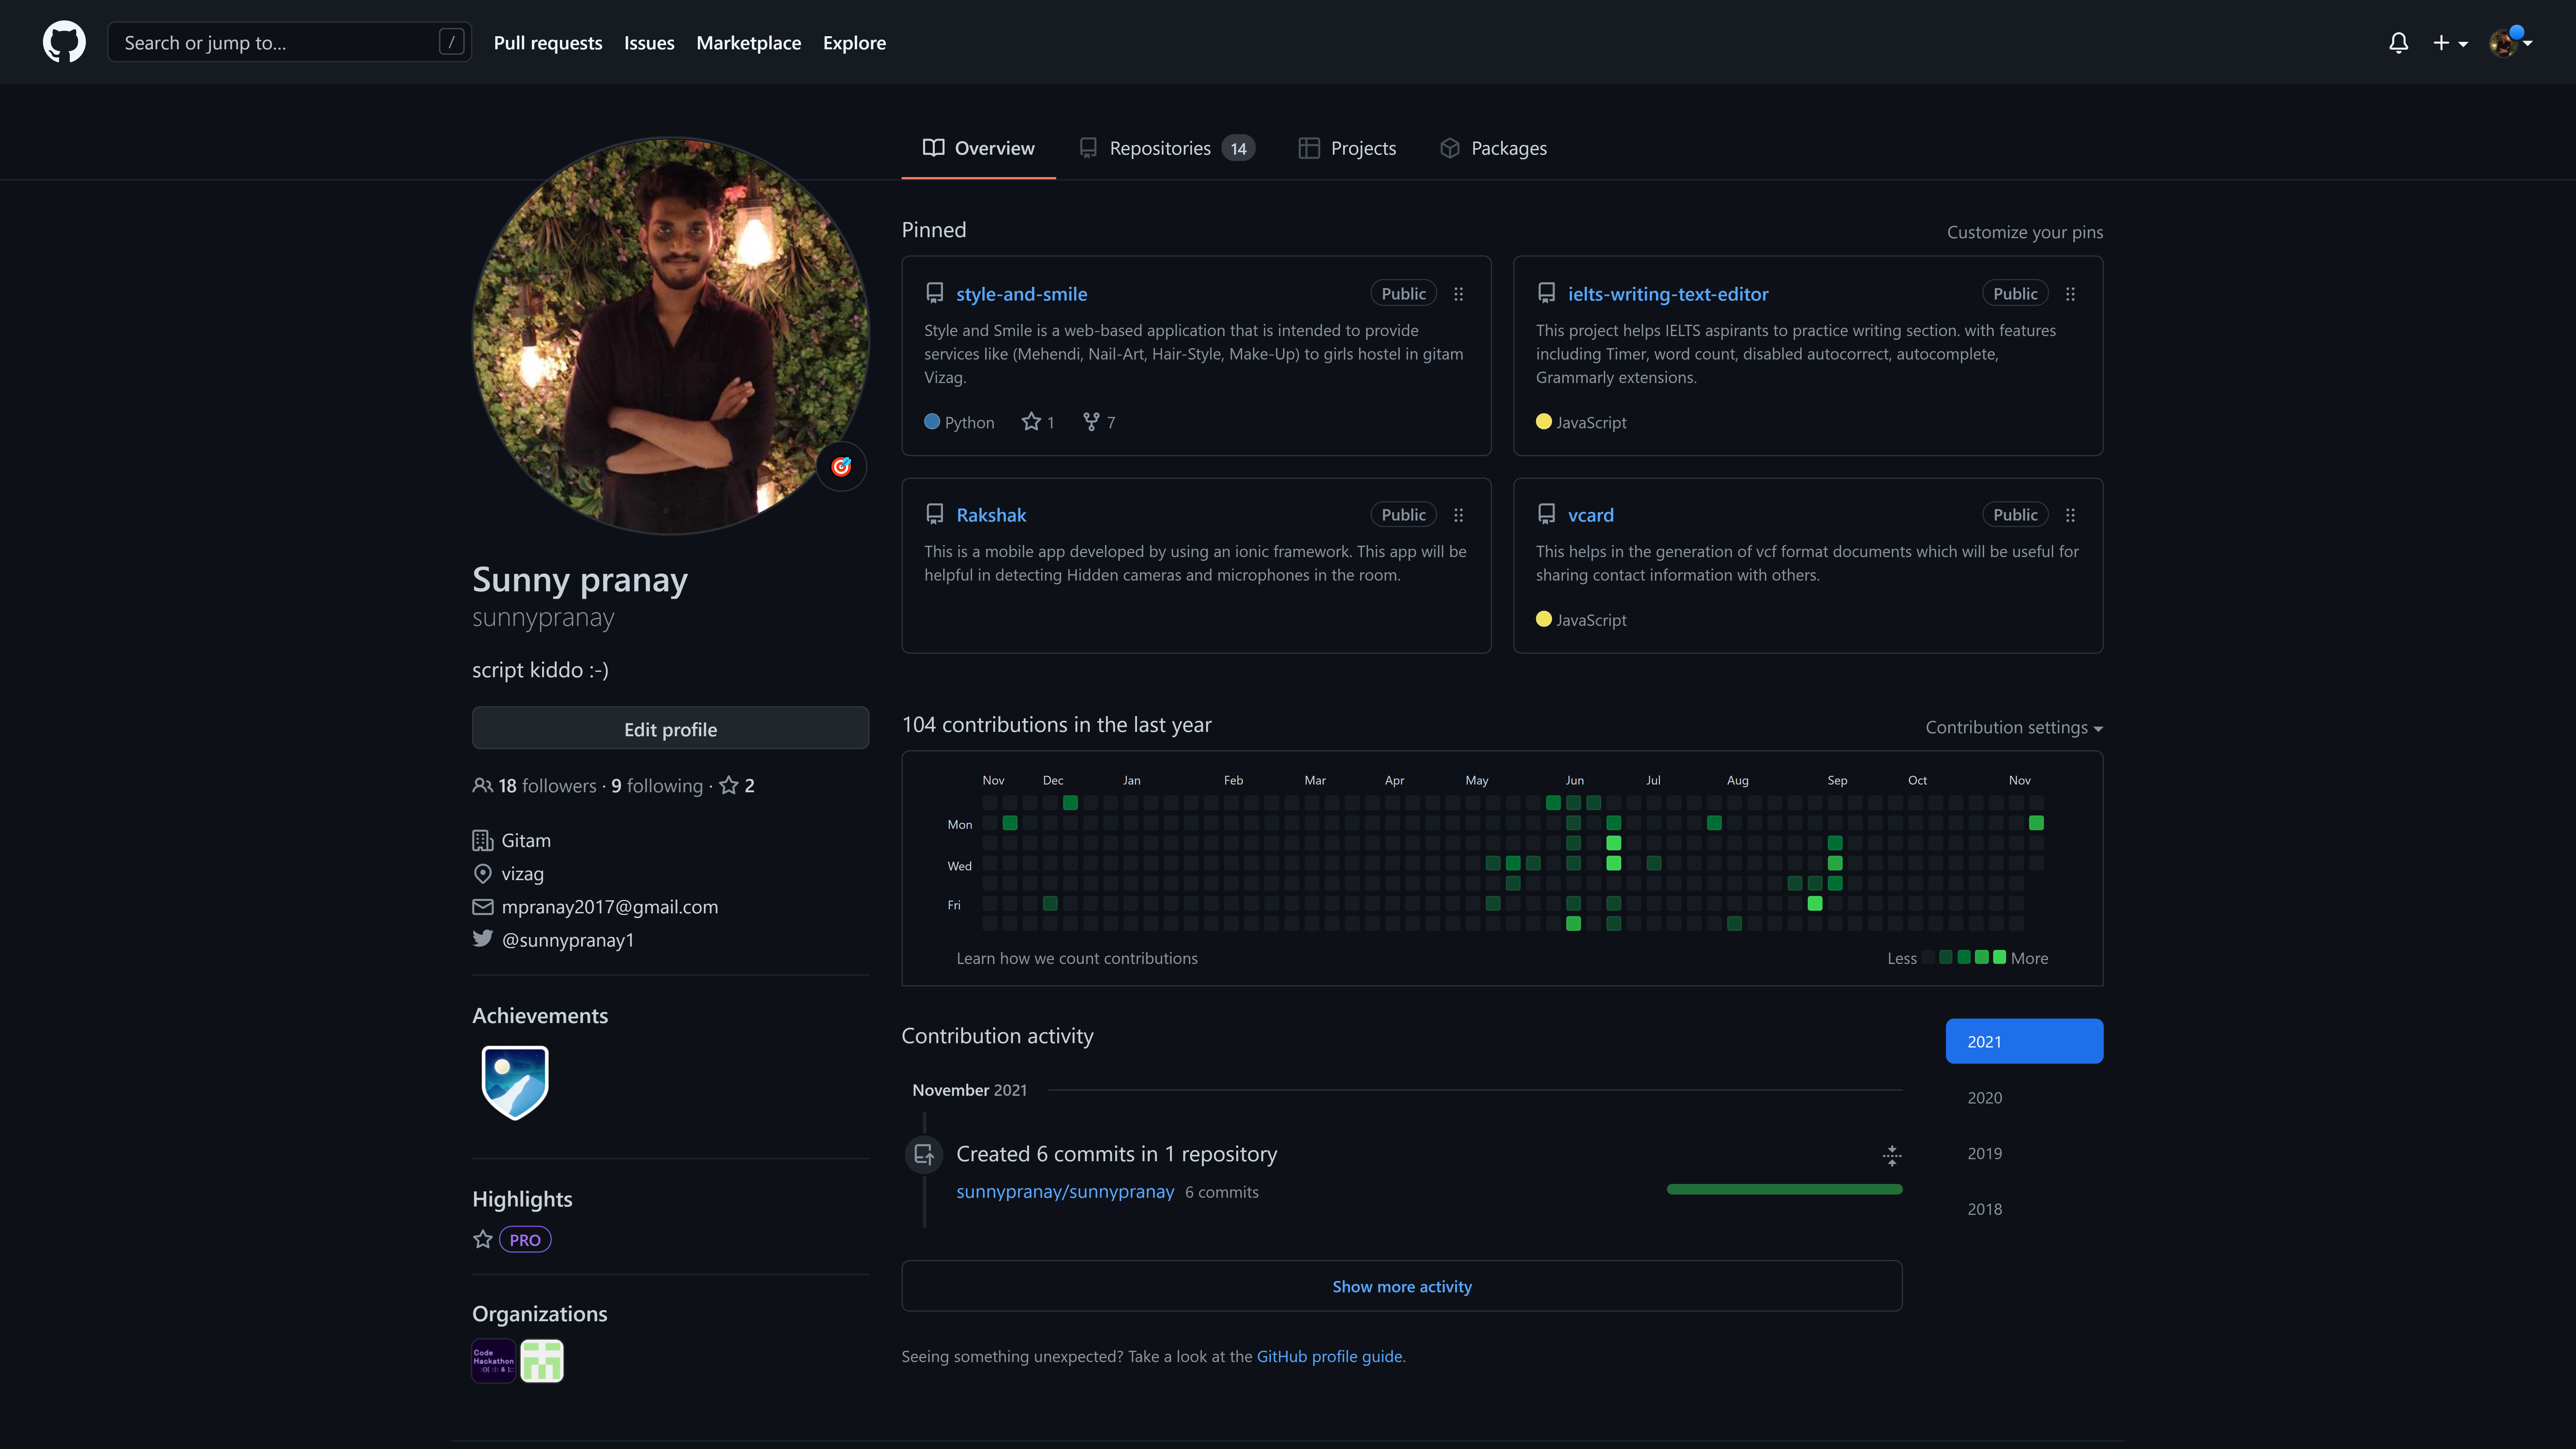 Search or jump to...
/
Pull requests
Issues
Marketplace
Explore
Overview
Repositories 14
Projects
Packages
Sunny pranay
sunnypranay
script kiddo :-)
Edit profile
18 followers · 9 following · 2
Gitam
vizag
mpranay2017@gmail.com
@sunnypranay1
Achievements
Highlights
PRO
Organizations
Code
Hackathon
Pinned
Customize your pins
style-and-smile
Public
Style and Smile is a web-based application that is intended to provide
services like (Mehendi, Nail-Art, Hair-Style, Make-Up) to girls hostel in gitam
Vizag.
Python 1 7
ielts-writing-text-editor
Public
This project helps IELTS aspirants to practice writing section. with features
including Timer, word count, disabled autocorrect, autocomplete,
Grammarly extensions.
JavaScript
Rakshak
Public
This is a mobile app developed by using an ionic framework. This app will be
helpful in detecting Hidden cameras and microphones in the room.
vcard
Public
This helps in the generation of vcf format documents which will be useful for
sharing contact information with others.
JavaScript
104 contributions in the last year
Contribution settings
Nov Dec Jan Feb Mar Apr May Jun Jul Aug Sep Oct Nov
Mon
Wed
Fri
Learn how we count contributions
Less More
Contribution activity
2021
2020
2019
2018
November 2021
Created 6 commits in 1 repository
sunnypranay/sunnypranay 6 commits
Show more activity
Seeing something unexpected? Take a look at the GitHub profile guide.